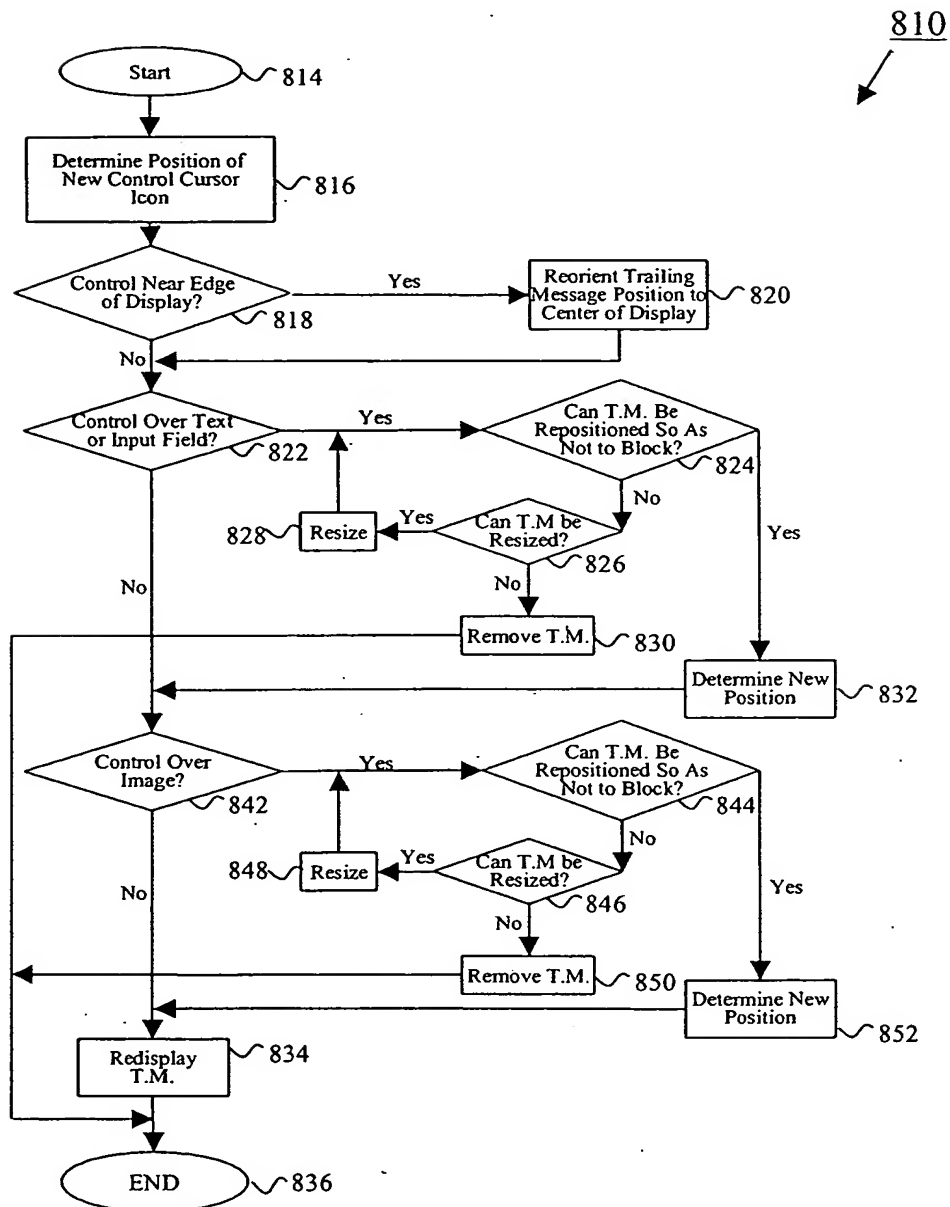 810
Start
814
Determine Position of
New Control Cursor
Icon
816
Control Near Edge
of Display?
818
Yes
Reorient Trailing
Message Position to
Center of Display
820
No
Control Over Text
or Input Field?
822
Yes
Can T.M. Be
Repositioned So As
Not to Block?
824
No
828
Resize
Yes
Can T.M be
Resized?
826
Yes
No
No
Remove T.M.
830
Determine New
Position
832
Control Over
Image?
842
Yes
Can T.M. Be
Repositioned So As
Not to Block?
844
No
848
Resize
Yes
Can T.M be
Resized?
846
Yes
No
No
Remove T.M.
850
Determine New
Position
852
Redisplay
T.M.
834
END
836